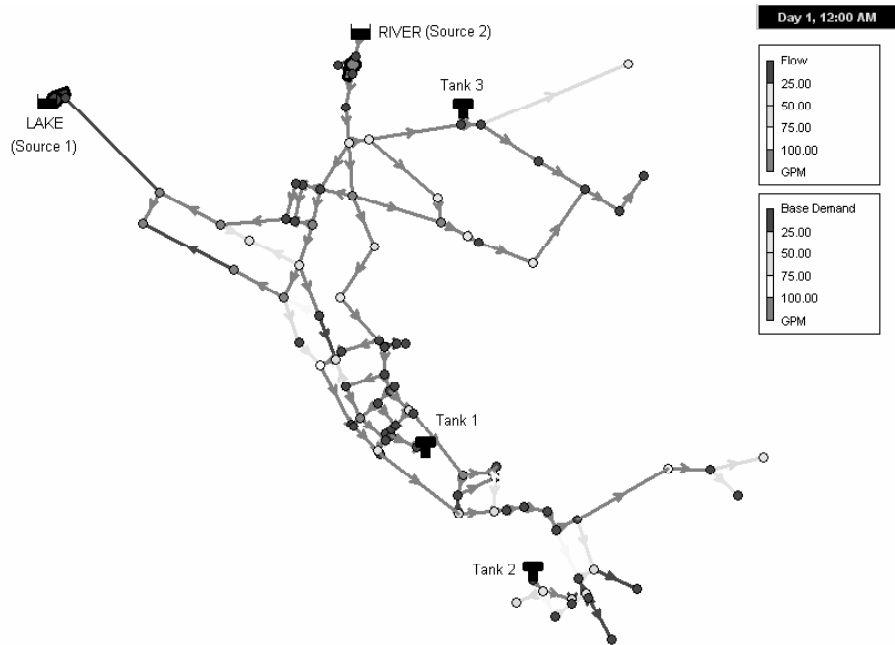 Day 1, 12:00 AM
RIVER (Source 2)
Flow
25.00
50.00
75.00
100.00
GPM
Tank 3
LAKE
(Source 1)
Base Demand
25.00
50.00
75.00
100.00
GPM
Tank 1
Tank 2